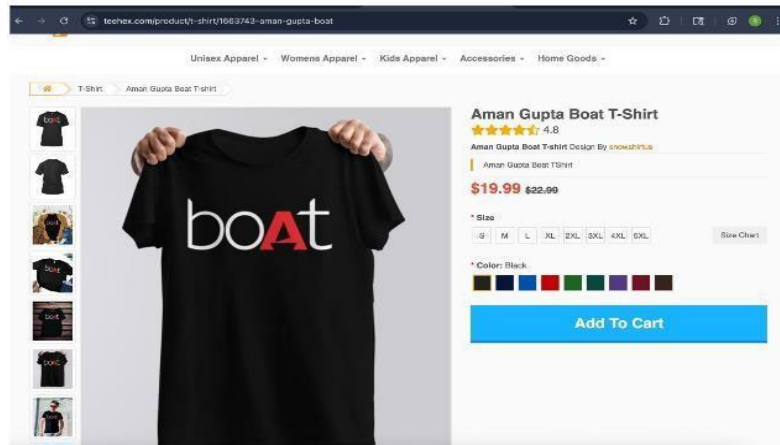 teehex.com/product/t-shirt/1663743-aman-gupta-boat
Unisex Apparel Womens Apparel Kids Apparel Accessories Home Goods
T-Shirt Aman Gupta Boat T-shirt
Aman Gupta Boat T-Shirt
4.8
Aman Gupta Boat T-shirt Design By snowshirtus
Aman Gupta Boat TShirt
$19.99 $22.99
* Size
S M L XL 2XL 3XL 4XL 5XL Size Chart
* Color: Black
Add To Cart
boAt